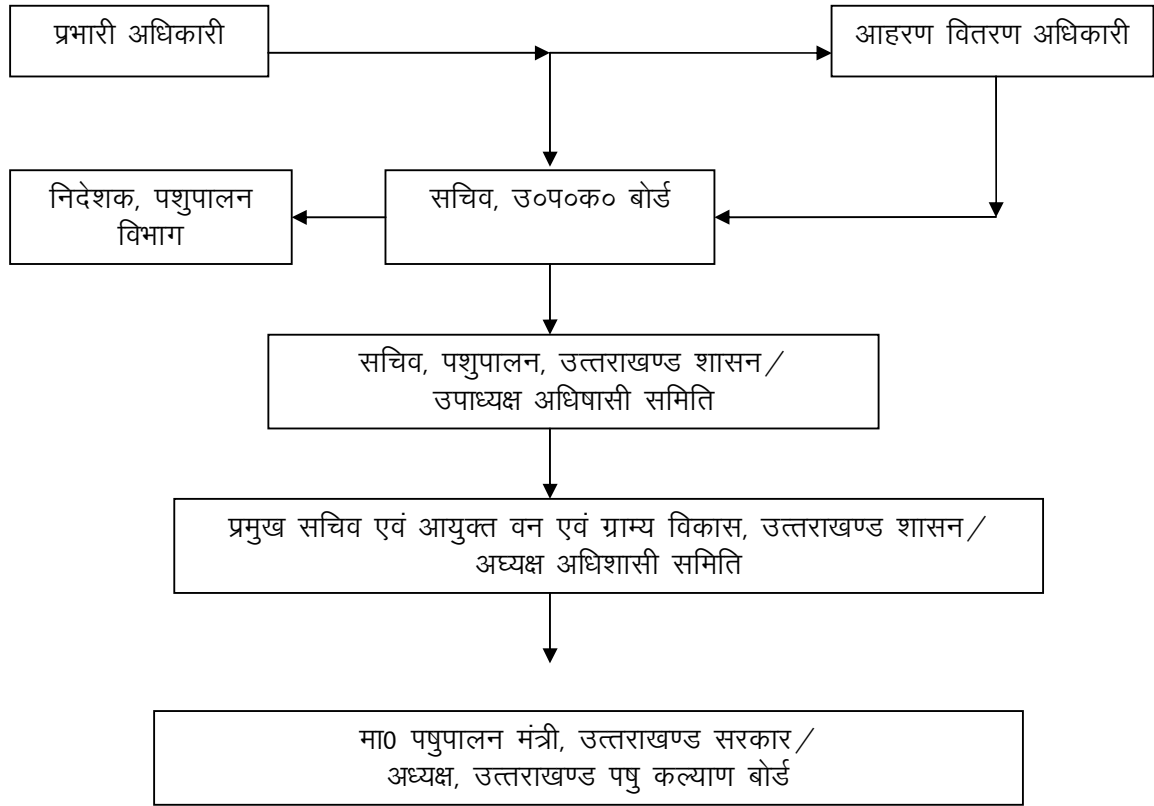 प्रभारी अधिकारी
आहरण वितरण अधिकारी
निदेशक, पशुपालन
विभाग
सचिव, उ०प०क० बोर्ड
सचिव, पशुपालन, उत्तराखण्ड शासन/
उपाध्यक्ष अधिषासी समिति
प्रमुख सचिव एवं आयुक्त वन एवं ग्राम्य विकास, उत्तराखण्ड शासन/
अघ्यक्ष अधिशासी समिति
मा0 पषुपालन मंत्री, उत्तराखण्ड सरकार/
अध्यक्ष, उत्तराखण्ड पषु कल्याण बोर्ड